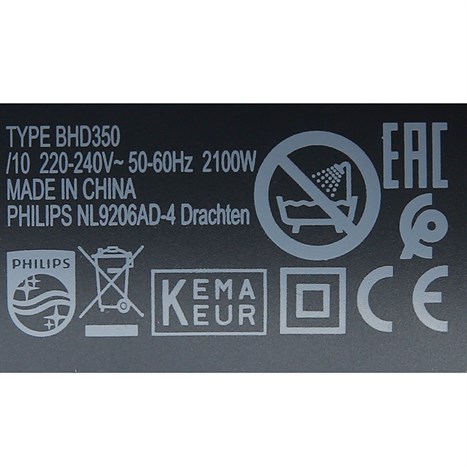 TYPE BHD350
/10 220-240V~ 50-60Hz 2100W
MADE IN CHINA
PHILIPS NL9206AD-4 Drachten
EAC
PHILIPS
KEMA
KEUR
CE